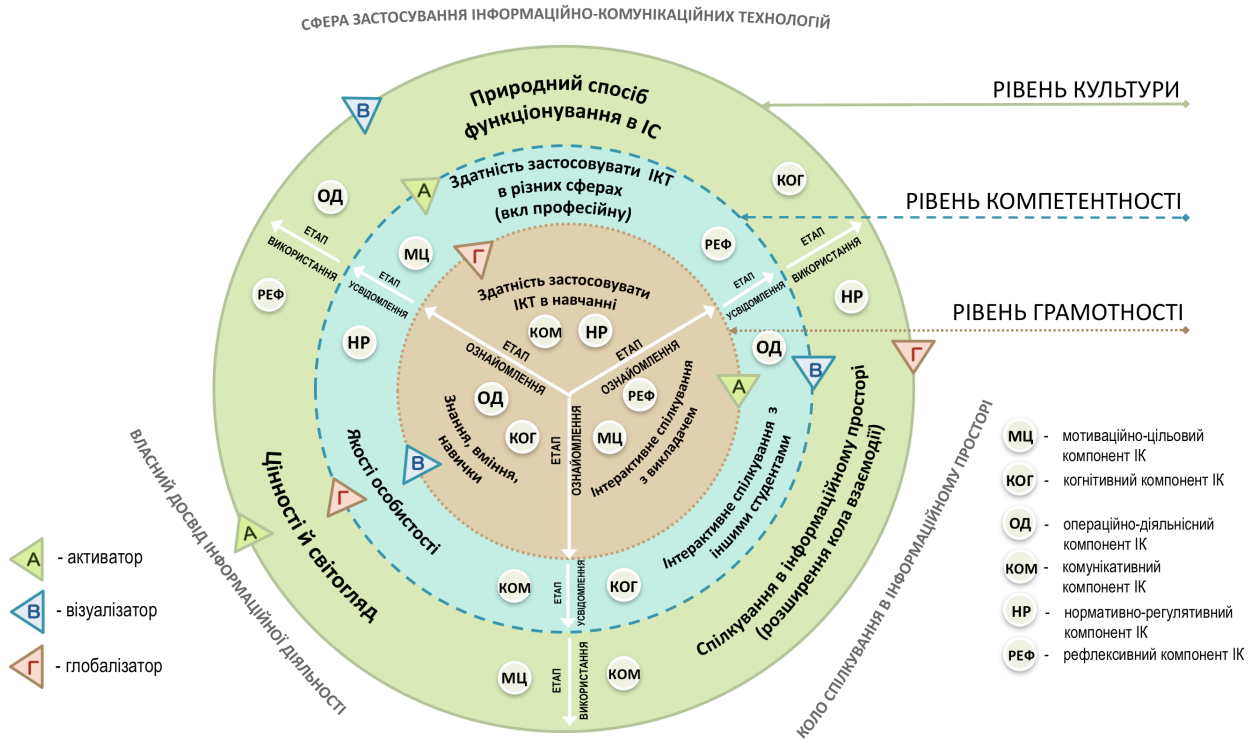 СФЕРА ЗАСТОСУВАННЯ ІНФОРМАЦІЙНО-КОМУНІКАЦІЙНИХ ТЕХНОЛОГІЙ
РІВЕНЬ КУЛЬТУРИ
РІВЕНЬ КОМПЕТЕНТНОСТІ
РІВЕНЬ ГРАМОТНОСТІ
В
Природний спосіб
функціонування в ІС
КОГ
ОД
А
Здатність застосовувати ІКТ
в різних сферах
(вкл професійну)
ЕТАП
ВИКОРИСТАННЯ
МЦ
Г
РЕФ
ЕТАП
ВИКОРИСТАННЯ
РЕФ
ЕТАП
УСВІДОМЛЕННЯ
Здатність застосовувати
ІКТ в навчанні
ЕТАП
УСВІДОМЛЕННЯ
НР
НР
КОМ
НР
ОД
Г
ЕТАП
ОЗНАЙОМЛЕННЯ
ЕТАП
ОЗНАЙОМЛЕННЯ
В
А
ОД
КОГ
РЕФ
МЦ
ЕТАП
ОЗНАЙОМЛЕННЯ
Знання, вміння,
навички
Інтерактивне спілкування
з викладачем
В
Г
А
Якості особистості
Цінності й світогляд
Інтерактивне спілкування з
іншими студентами
Спілкування в інформаційному просторі
(розширення кола взаємодії)
КОМ
ЕТАП
УСВІДОМЛЕННЯ
КОГ
МЦ
ЕТАП
ВИКОРИСТАННЯ
КОМ
ВЛАСНИЙ ДОСВІД ІНФОРМАЦІЙНОЇ ДІЯЛЬНОСТІ
КОЛО СПІЛКУВАННЯ В ІНФОРМАЦІЙНОМУ ПРОСТОРІ
А - активатор
В - візуалізатор
Г - глобалізатор
МЦ - мотиваційно-цільовий
компонент ІК
КОГ - когнітивний компонент ІК
ОД - операційно-діяльнісний
компонент ІК
КОМ - комунікативний
компонент ІК
НР - нормативно-регулятивний
компонент ІК
РЕФ - рефлексивний компонент ІК